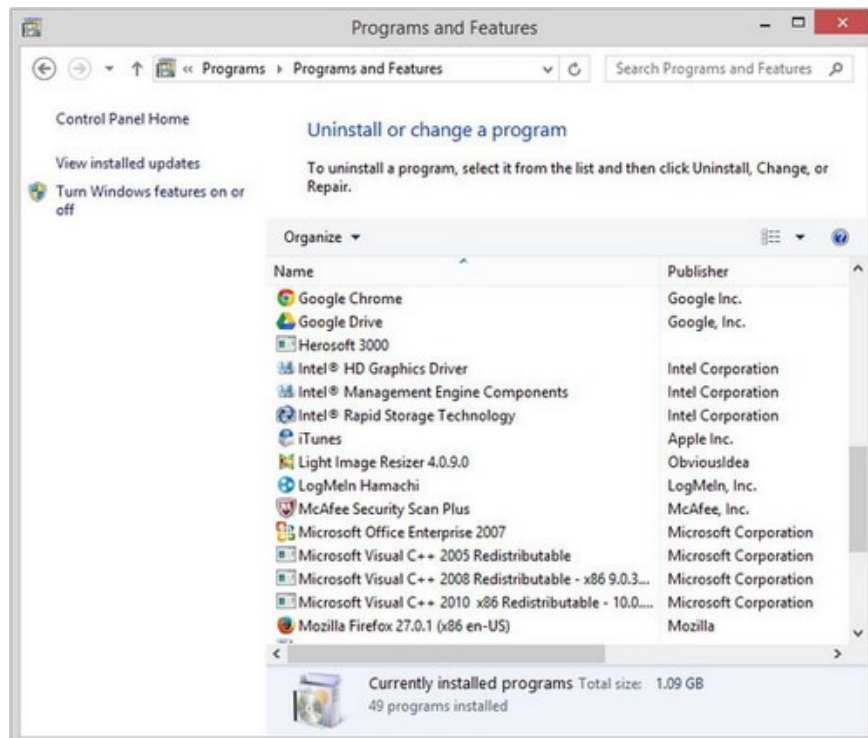 Programs and Features
« Programs Programs and Features
Search Programs and Features
Control Panel Home
View installed updates
Turn Windows features on or
off
Uninstall or change a program
To uninstall a program, select it from the list and then click Uninstall, Change, or
Repair.
Organize
Name Publisher
Google Chrome Google Inc.
Google Drive Google, Inc.
Herosoft 3000
Intel® HD Graphics Driver Intel Corporation
Intel® Management Engine Components Intel Corporation
Intel® Rapid Storage Technology Intel Corporation
iTunes Apple Inc.
Light Image Resizer 4.0.9.0 ObviousIdea
LogMeIn Hamachi LogMeIn, Inc.
McAfee Security Scan Plus McAfee, Inc.
Microsoft Office Enterprise 2007 Microsoft Corporation
Microsoft Visual C++ 2005 Redistributable Microsoft Corporation
Microsoft Visual C++ 2008 Redistributable - x86 9.0.3... Microsoft Corporation
Microsoft Visual C++ 2010 x86 Redistributable - 10.0.... Microsoft Corporation
Mozilla Firefox 27.0.1 (x86 en-US) Mozilla
Currently installed programs Total size: 1.09 GB
49 programs installed